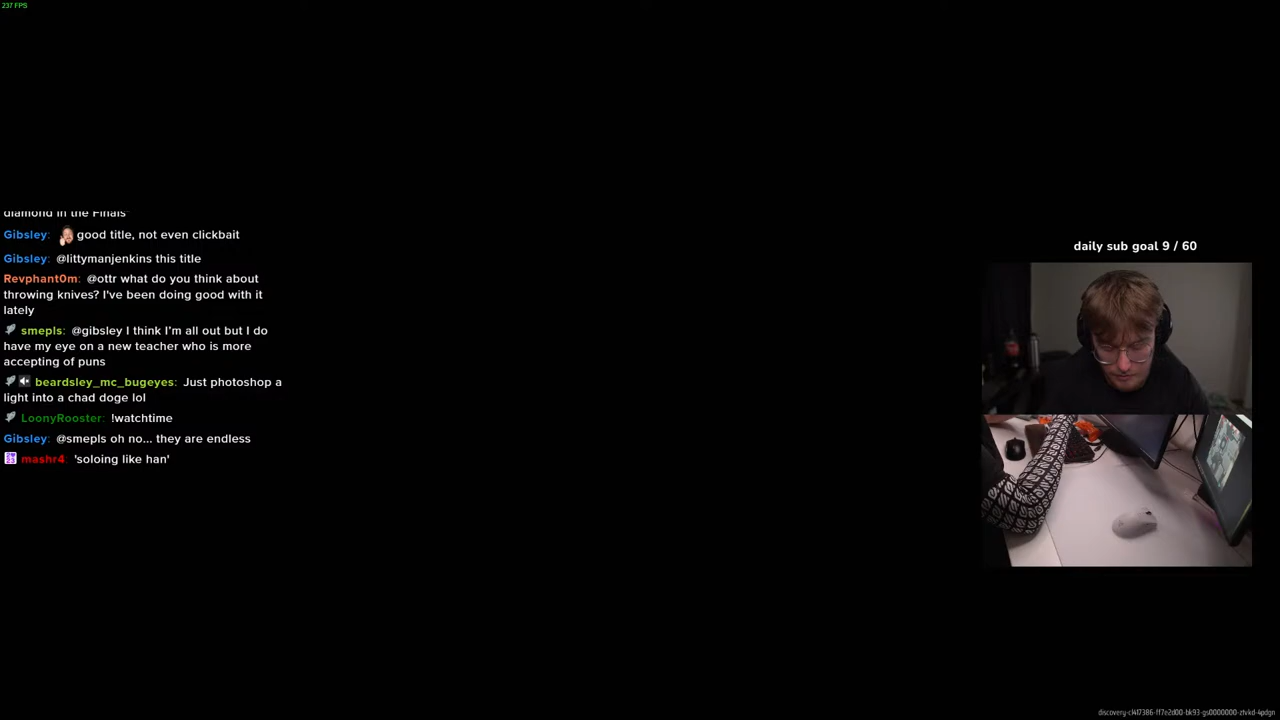 237 FPS
diamond in the Finals"
Gibsley: good title, not even clickbait
Gibsley: @littymanjenkins this title
Revphant0m: @ottr what do you think about
throwing knives? I've been doing good with it
lately
smepls: @gibsley I think I'm all out but I do
have my eye on a new teacher who is more
accepting of puns
beardsley_mc_bugeyes: Just photoshop a
light into a chad doge lol
LoonyRooster: !watchtime
Gibsley: @smepls oh no... they are endless
mashr4: 'soloing like han'
daily sub goal 9 / 60